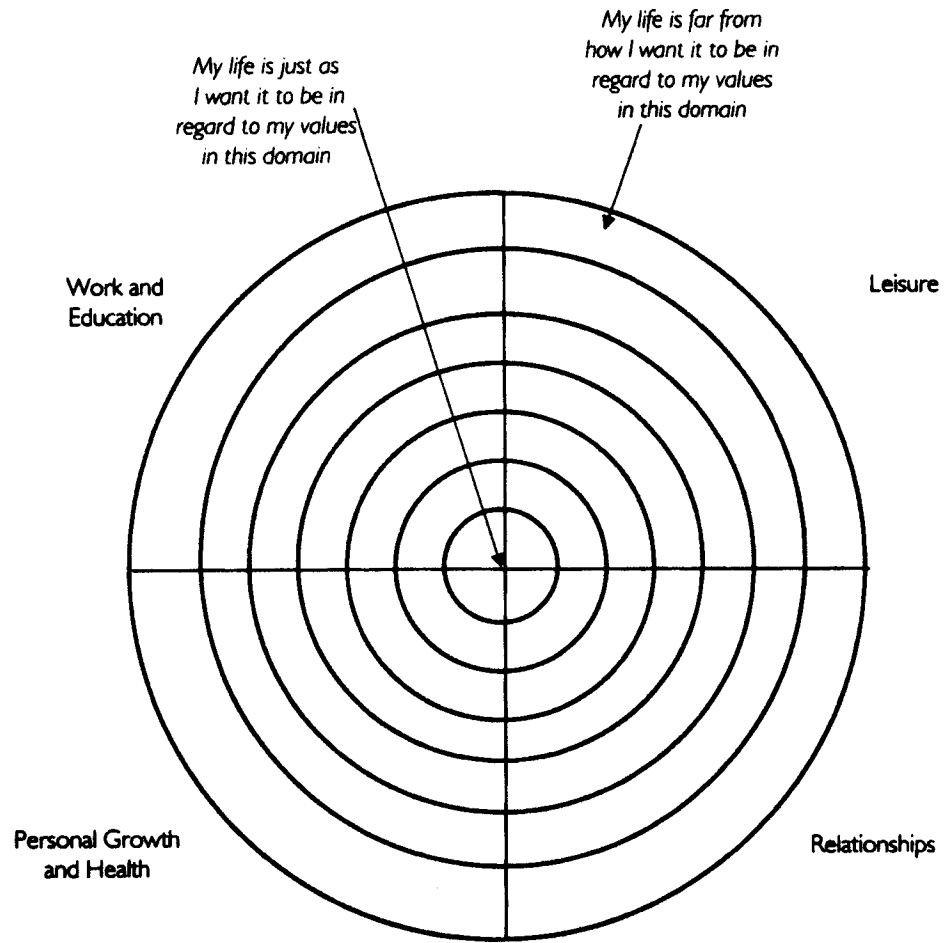 My life is just as
I want it to be in
regard to my values
in this domain
My life is far from
how I want it to be in
regard to my values
in this domain
Work and
Education
Leisure
Personal Growth
and Health
Relationships